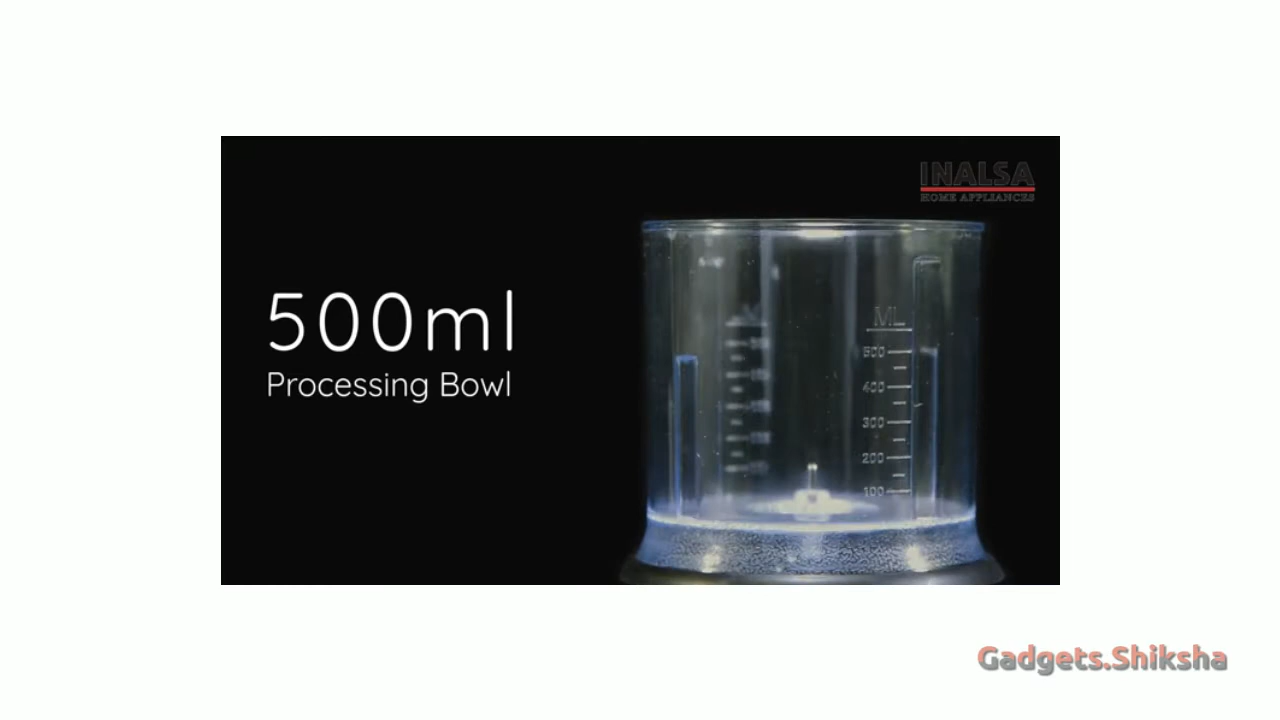 INALSA
HOME APPLIANCES
500ml
Processing Bowl
ML
500
400
300
200
100
Gadgets.Shiksha